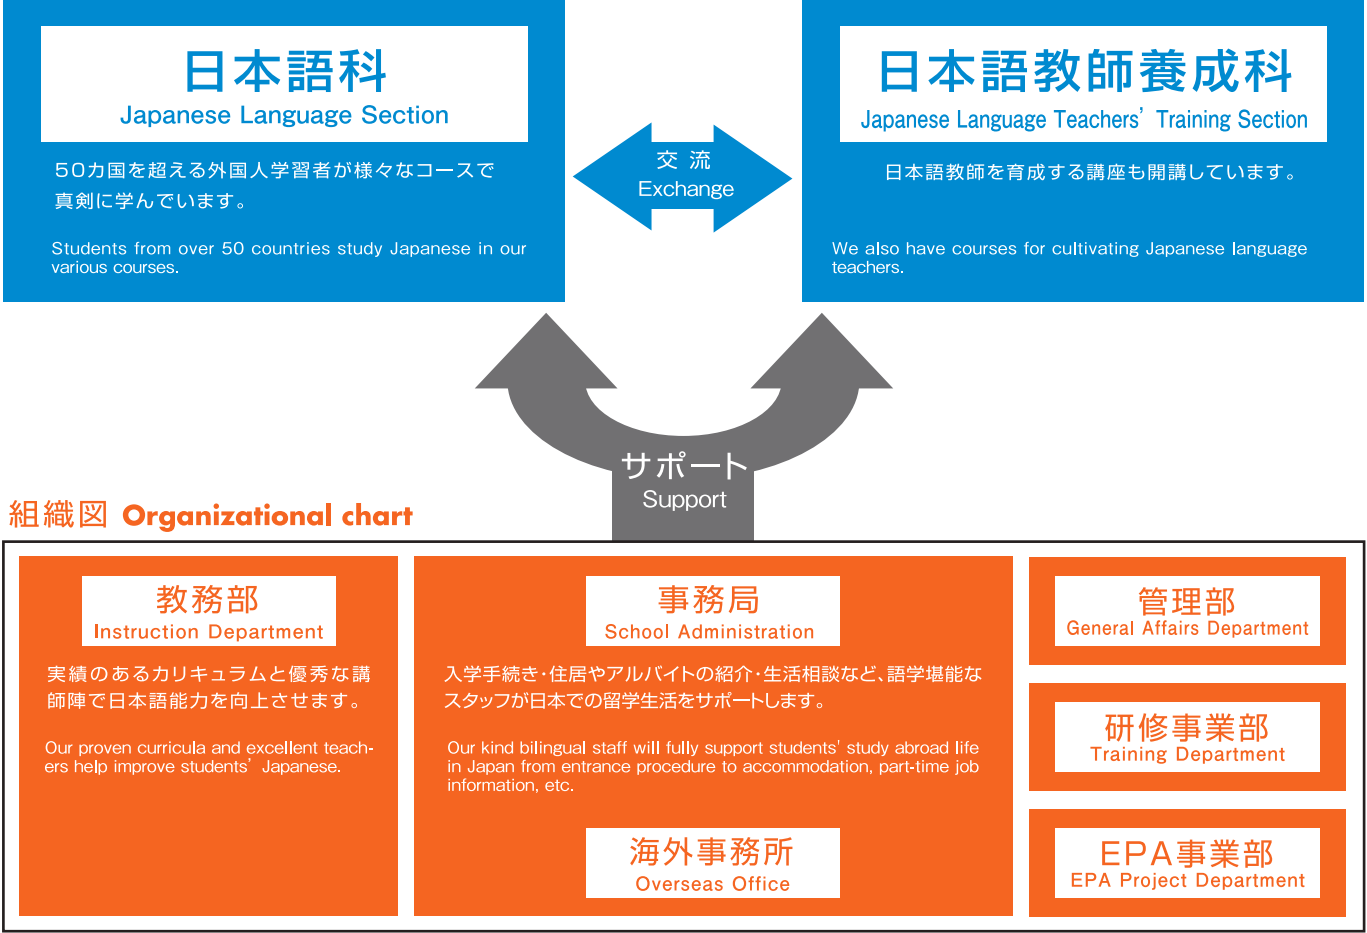 日本語科
Japanese Language Section
50カ国を超える外国人学習者が様々なコースで
真剣に学んでいます。
Students from over 50 countries study Japanese in our
various courses.
交流
Exchange
日本語教師養成科
Japanese Language Teachers’ Training Section
日本語教師を育成する講座も開講しています。
We also have courses for cultivating Japanese language
teachers.
サポート
Support
組織図 Organizational chart
教務部
Instruction Department
実績のあるカリキュラムと優秀な講
師陣で日本語能力を向上させます。
Our proven curricula and excellent teach-
ers help improve students’ Japanese.
事務局
School Administration
入学手続き・住居やアルバイトの紹介・生活相談など、語学堪能な
スタッフが日本での留学生活をサポートします。
Our kind bilingual staff will fully support students' study abroad life
in Japan from entrance procedure to accommodation, part-time job
information, etc.
海外事務所
Overseas Office
管理部
General Affairs Department
研修事業部
Training Department
EPA事業部
EPA Project Department